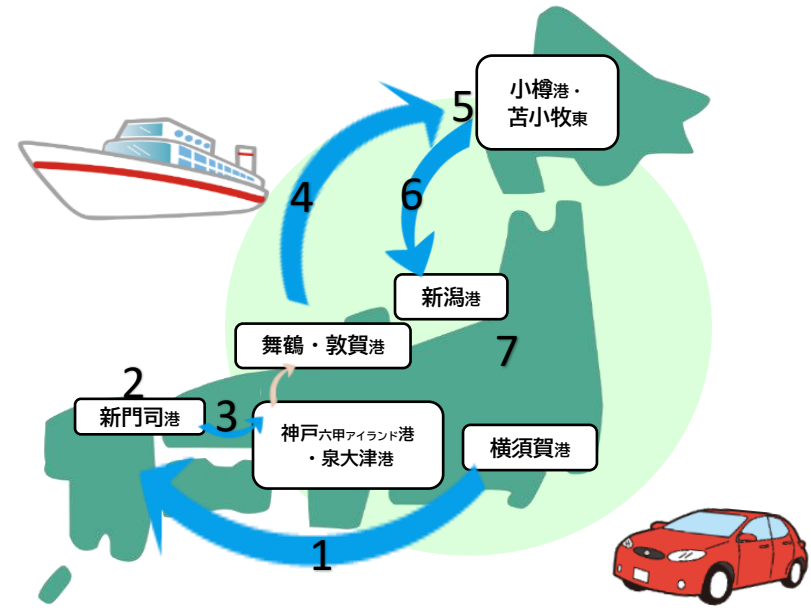 小樽港・
苫小牧東
5
4
6
新潟港
舞鶴・敦賀港
7
2
新門司港
3
神戸六甲アイランド港
・泉大津港
横須賀港
1